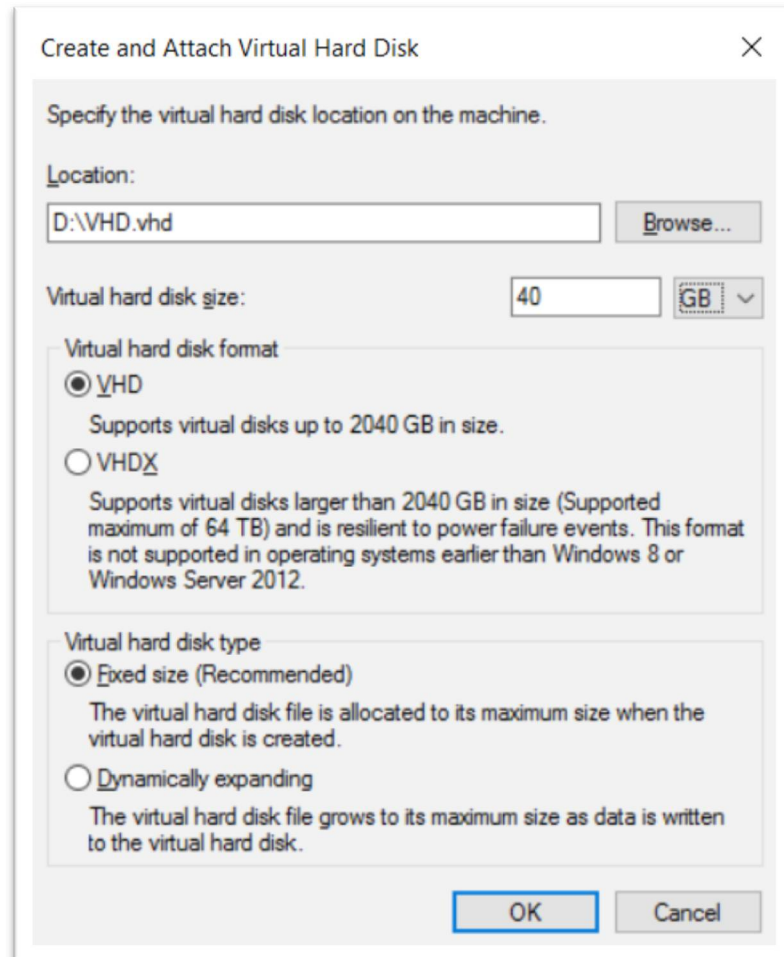 Create and Attach Virtual Hard Disk
Specify the virtual hard disk location on the machine.
Location:
D:\VHD.vhd
Browse...
Virtual hard disk size:
40
GB
Virtual hard disk format
VHD
Supports virtual disks up to 2040 GB in size.
VHDX
Supports virtual disks larger than 2040 GB in size (Supported
maximum of 64 TB) and is resilient to power failure events. This format
is not supported in operating systems earlier than Windows 8 or
Windows Server 2012.
Virtual hard disk type
Fixed size (Recommended)
The virtual hard disk file is allocated to its maximum size when the
virtual hard disk is created.
Dynamically expanding
The virtual hard disk file grows to its maximum size as data is written
to the virtual hard disk.
OK
Cancel